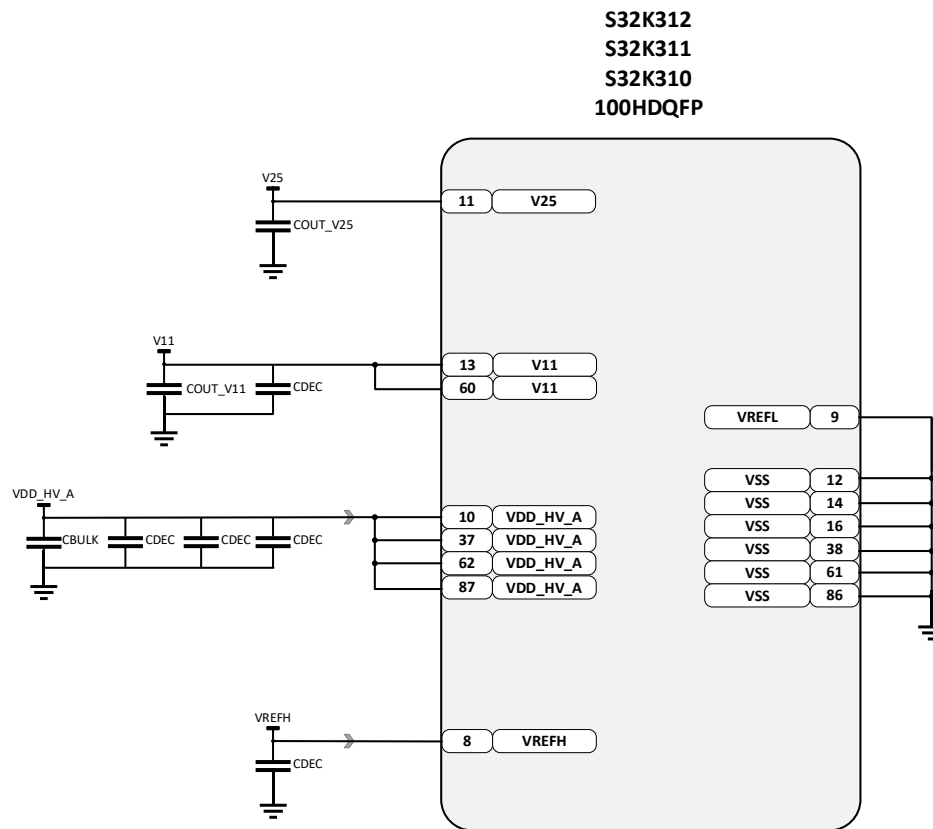 S32K312
S32K311
S32K310
100HDQFP
V25
11 V25
COUT_V25
V11
13 V11
COUT_V11 CDEC
60 V11
VREFL 9
VSS 12
VDD_HV_A
VSS 14
10 VDD_HV_A
VSS 16
CBULK CDEC CDEC CDEC
37 VDD_HV_A
VSS 38
62 VDD_HV_A
VSS 61
87 VDD_HV_A
VSS 86
VREFH
8 VREFH
CDEC